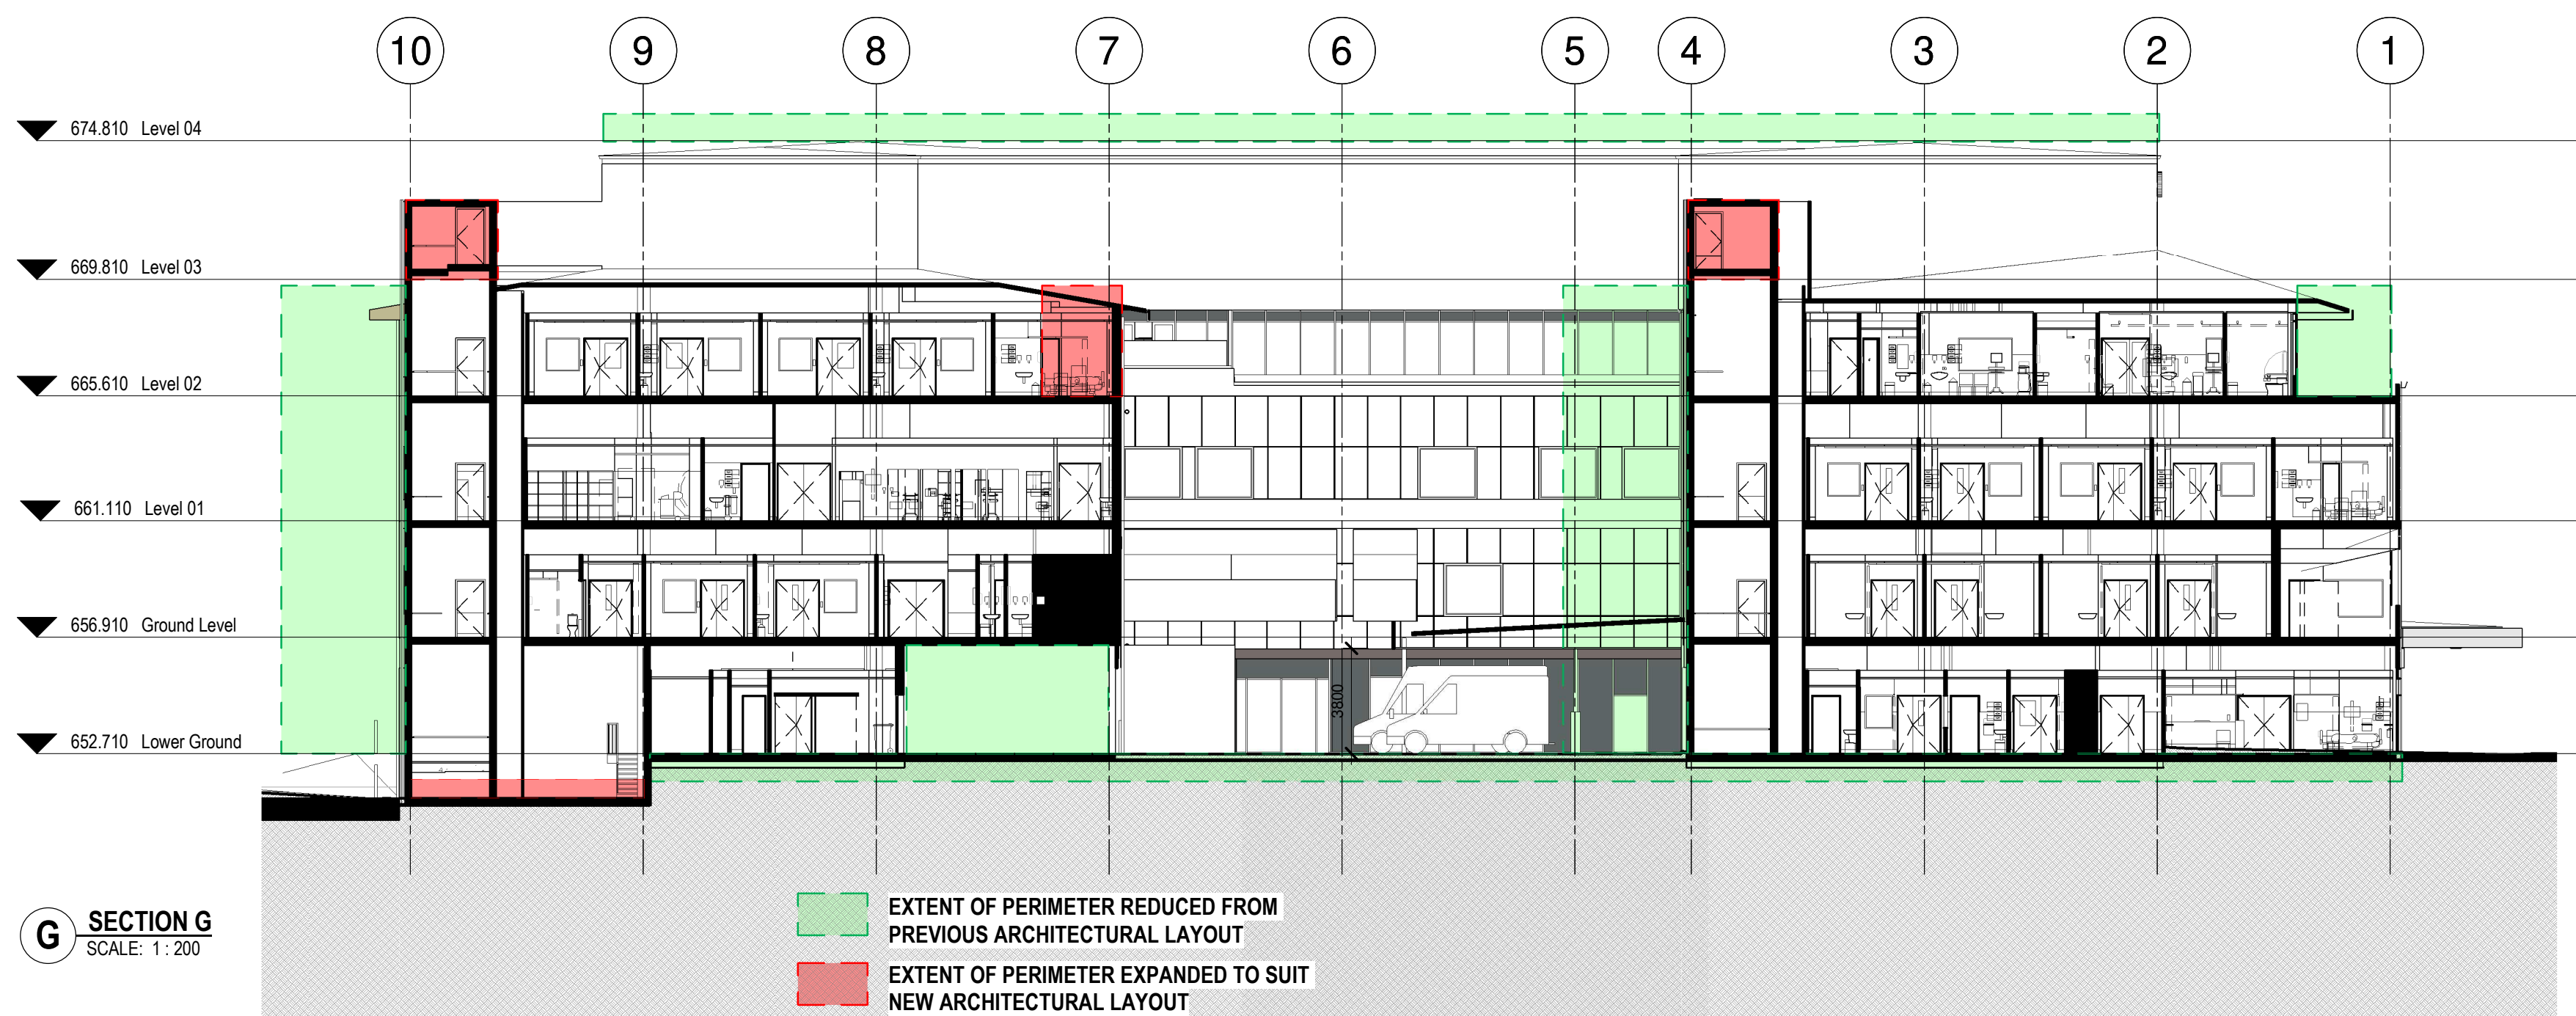 10 9 8 7 6 5 4 3 2 1
674.810 Level 04
669.810 Level 03
665.610 Level 02
661.110 Level 01
656.910 Ground Level
3800
652.710 Lower Ground
G SECTION G
SCALE: 1 : 200
EXTENT OF PERIMETER REDUCED FROM
PREVIOUS ARCHITECTURAL LAYOUT
EXTENT OF PERIMETER EXPANDED TO SUIT
NEW ARCHITECTURAL LAYOUT